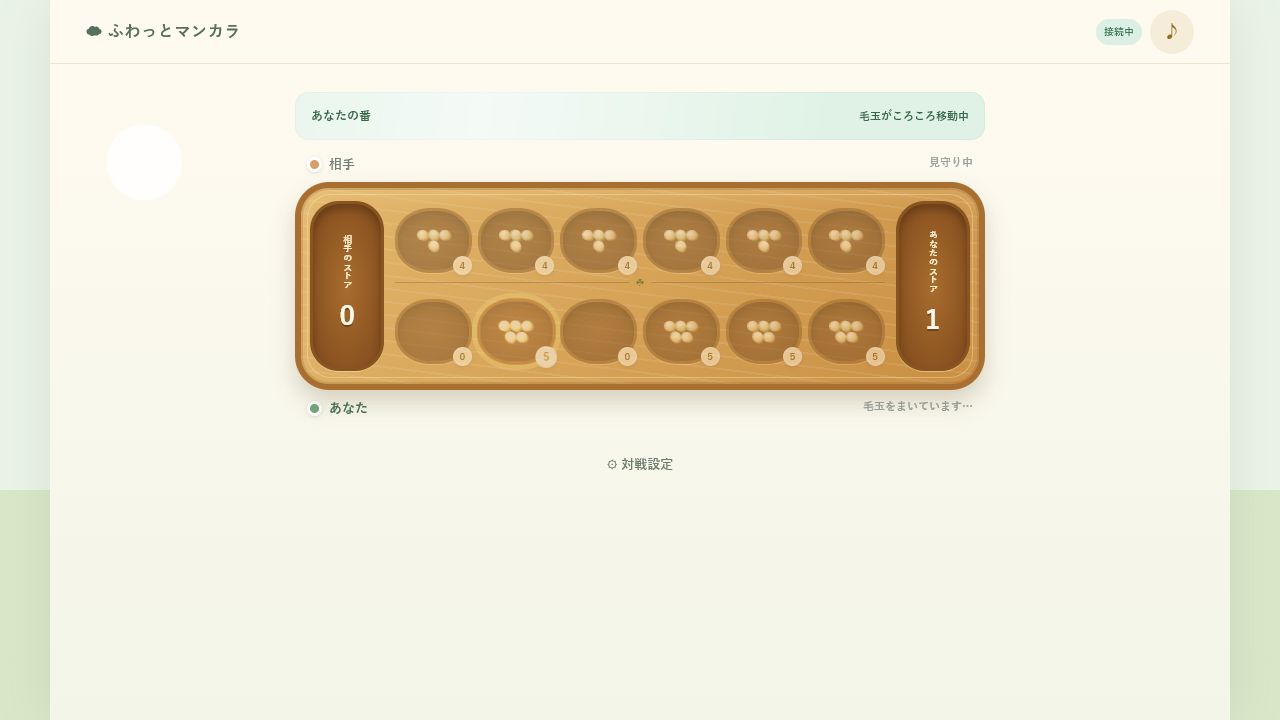 ふわっとマンカラ
接続中
♪
あなたの番
毛玉がころころ移動中
相手
見守り中
相手のストア
0
4
4
4
4
4
4
あなたのストア
1
0
5
0
5
5
5
あなた
毛玉をまいています…
⚙ 対戦設定